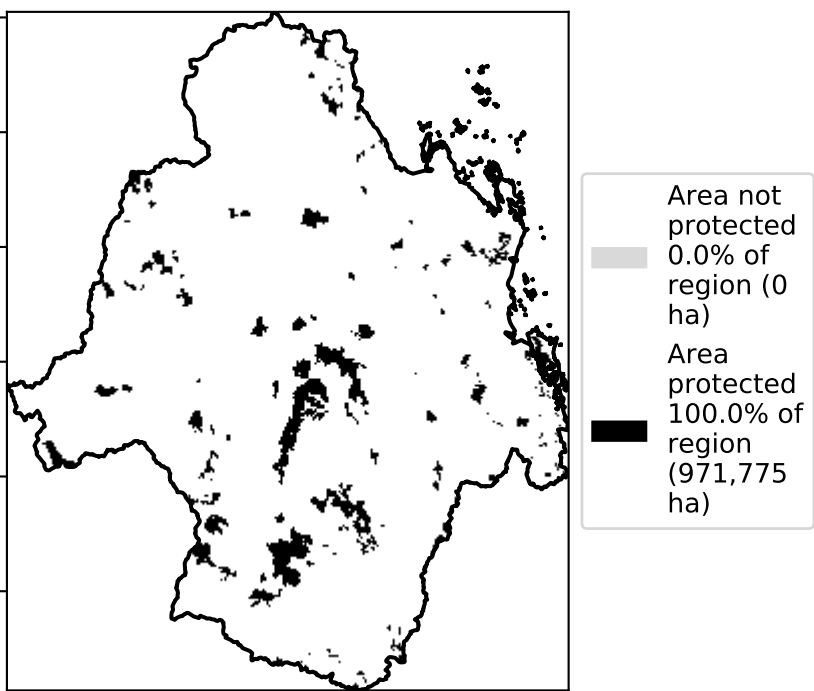 Area not
protected
0.0% of
region (0
ha)
Area
protected
100.0% of
region
(971,775
ha)